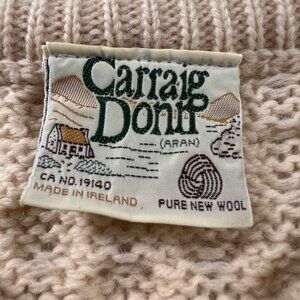 Carraig
Donn
(ARAN)
CA NO. 19140
MADE IN IRELAND
PURE NEW WOOL